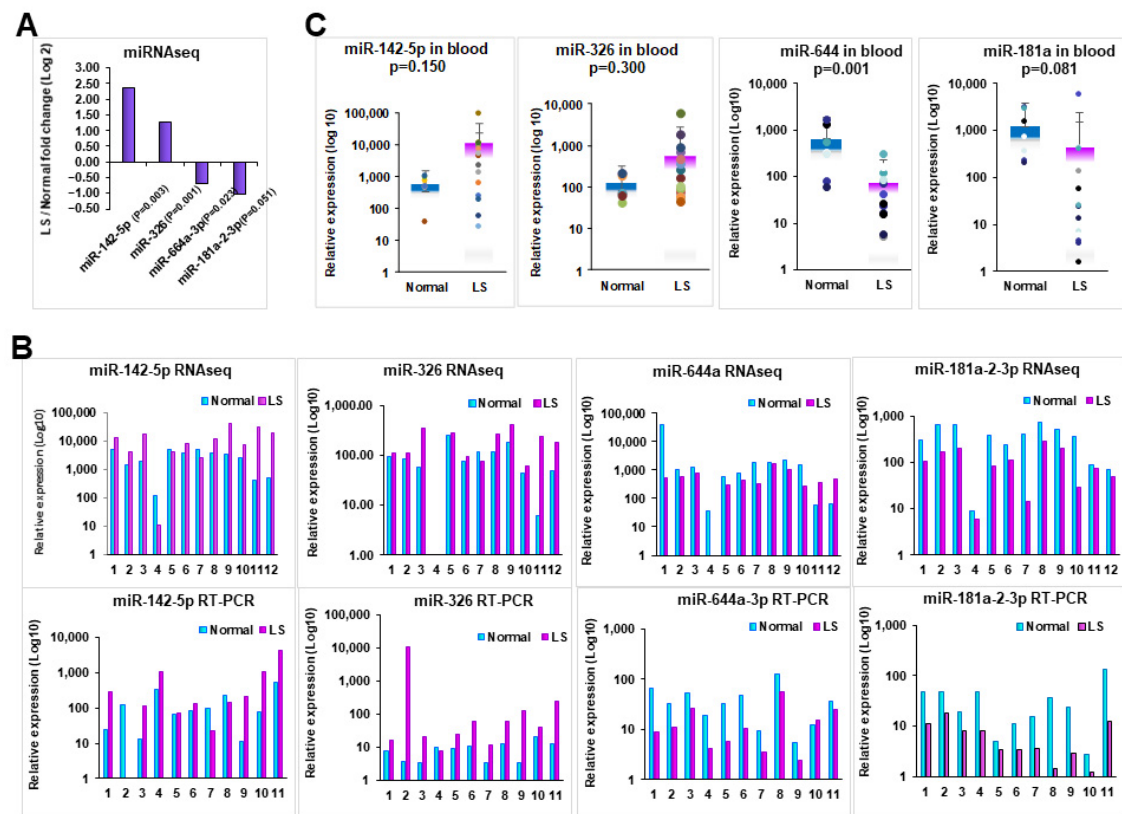 A
miRNAseq
LS / Normal fold change (Log 2)
2.50
2.00
1.50
1.00
0.50
0.00
−0.50
−1.00
−0.50
miR-142-5p (P=0.003)
miR-326 (P=0.001)
miR-664a-3p(P=0.023)
miR-181a-2-3p(P=0.051)
C
miR-142-5p in blood
p=0.150
Relative expression (log 10)
100,000
10,000
1000
100
10
1
Normal LS
miR-326 in blood
p=0.300
Relative expression (log 10)
10,000
1,000
100
10
1
Normal LS
miR-644 in blood
p=0.001
Relative expression (Log10)
10,000
1,000
100
10
1
Normal LS
miR-181a in blood
p=0.081
Relative expression (Log10)
10,000
1,000
100
10
1
Normal LS
B
miR-142-5p RNAseq
Normal LS
Relative expression (Log10)
100,000
10,000
1,000
100
10
1
1 2 3 4 5 6 7 8 9 10 11 12
miR-326 RNAseq
Normal LS
Relative expression (Log10)
1,000.00
100.00
10.00
1.00
1 2 3 4 5 6 7 8 9 10 11 12
miR-644a RNAseq
Normal LS
Relative expression (Log10)
100,000
10,000
1,000
100
10
1
1 2 3 4 5 6 7 8 9 10 11 12
miR-181a-2-3p RNAseq
Normal LS
Relative expression (Log10)
1,000
100
10
1
1 2 3 4 5 6 7 8 9 10 11 12
miR-142-5p RT-PCR
Normal LS
Relative expression (Log10)
10,000
1,000
100
10
1
1 2 3 4 5 6 7 8 9 10 11
miR-326 RT-PCR
Normal LS
Relative expression (Log10)
100,000
10,000
1,000
100
10
1
1 2 3 4 5 6 7 8 9 10 11
miR-644a-3p RT-PCR
Normal LS
Relative expression (Log10)
1,000
100
10
1
1 2 3 4 5 6 7 8 9 10 11
miR-181a-2-3p RT-PCR
Normal LS
Relative expression (Log10)
1,000
100
10
1
1 2 3 4 5 6 7 8 9 10 11